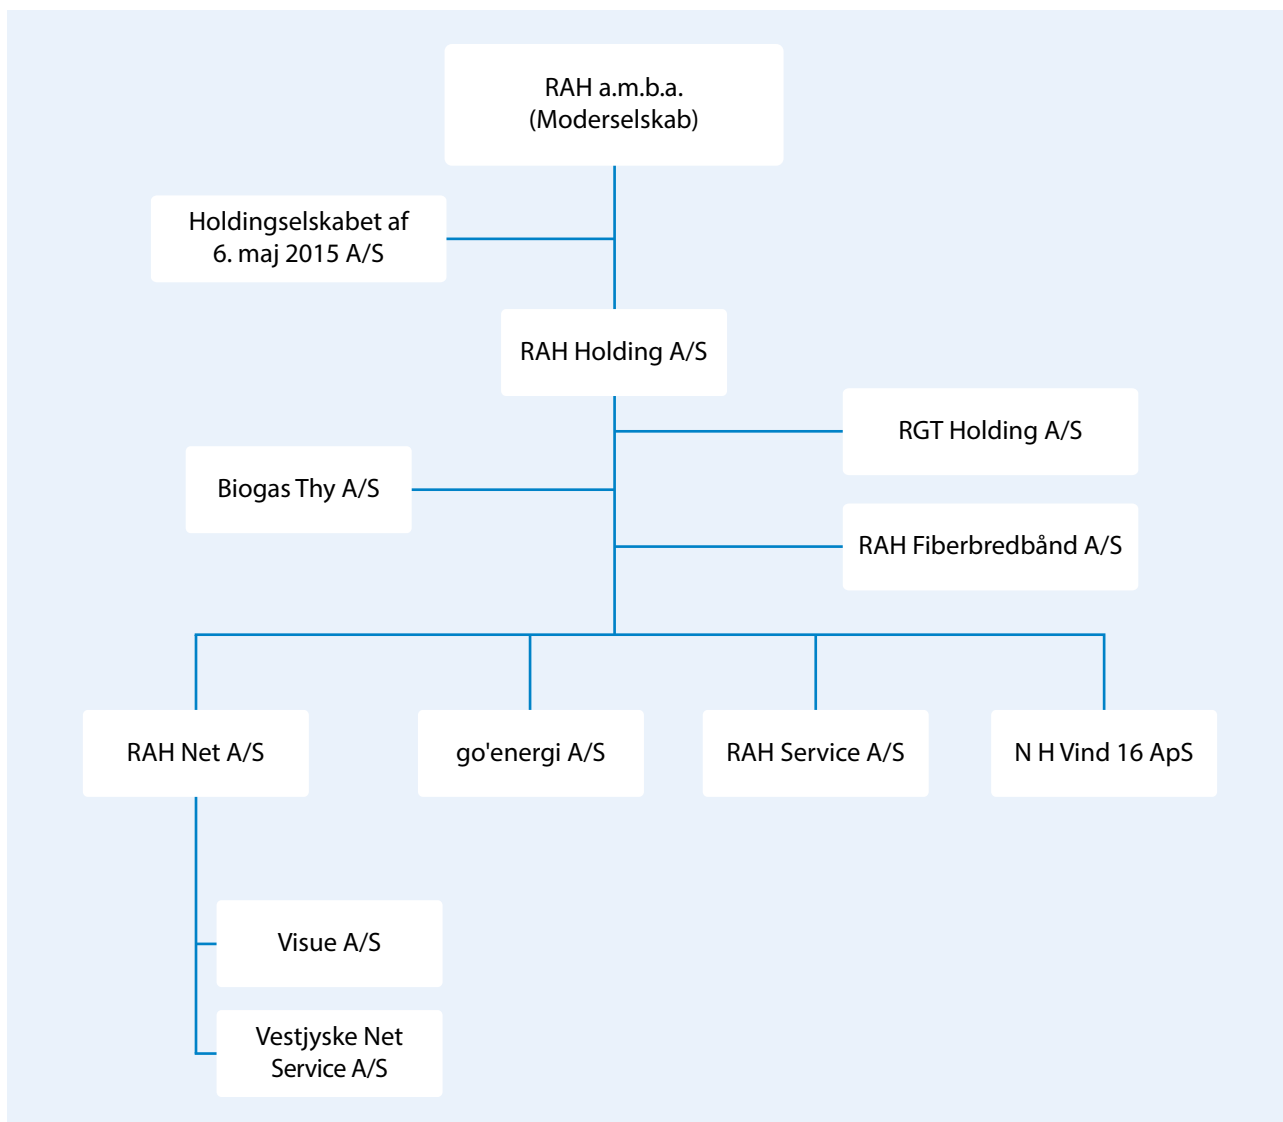 RAH a.m.b.a.
(Moderselskab)
Holdingselskabet af
6. maj 2015 A/S
RAH Holding A/S
RGT Holding A/S
Biogas Thy A/S
RAH Fiberbredbånd A/S
RAH Net A/S
go'energi A/S
RAH Service A/S
N H Vind 16 ApS
Visue A/S
Vestjyske Net
Service A/S